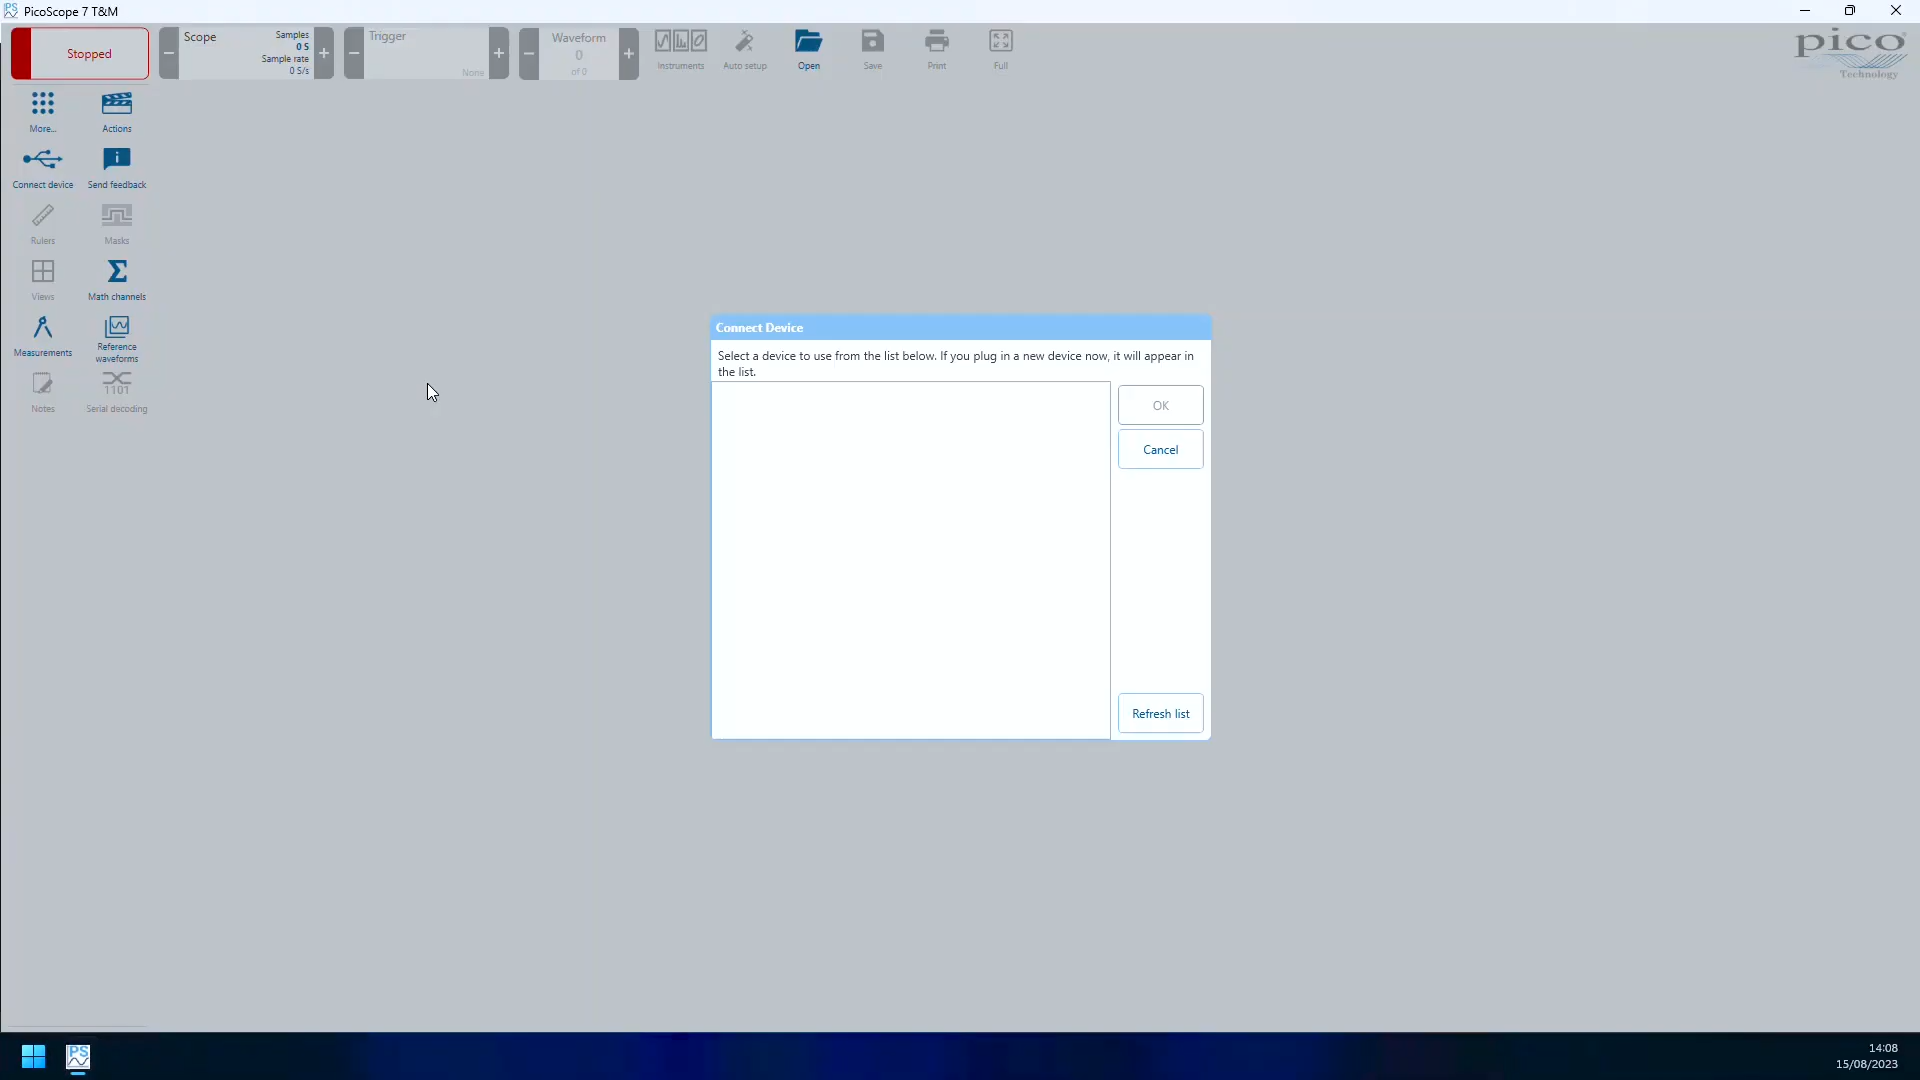 PicoScope 7 T&M
Stopped
Scope
Samples
0 S
Sample rate
0 S/s
Trigger
None
Waveform
0
of 0
Instruments
Auto setup
Open
Save
Print
Full
pico
Technology
More...
Actions
Connect device
Send feedback
Rulers
Masks
Views
Math channels
Measurements
Reference
waveforms
1101
Notes
Serial decoding
Connect Device
Select a device to use from the list below. If you plug in a new device now, it will appear in
the list.
OK
Cancel
Refresh list
PS
14:08
15/08/2023